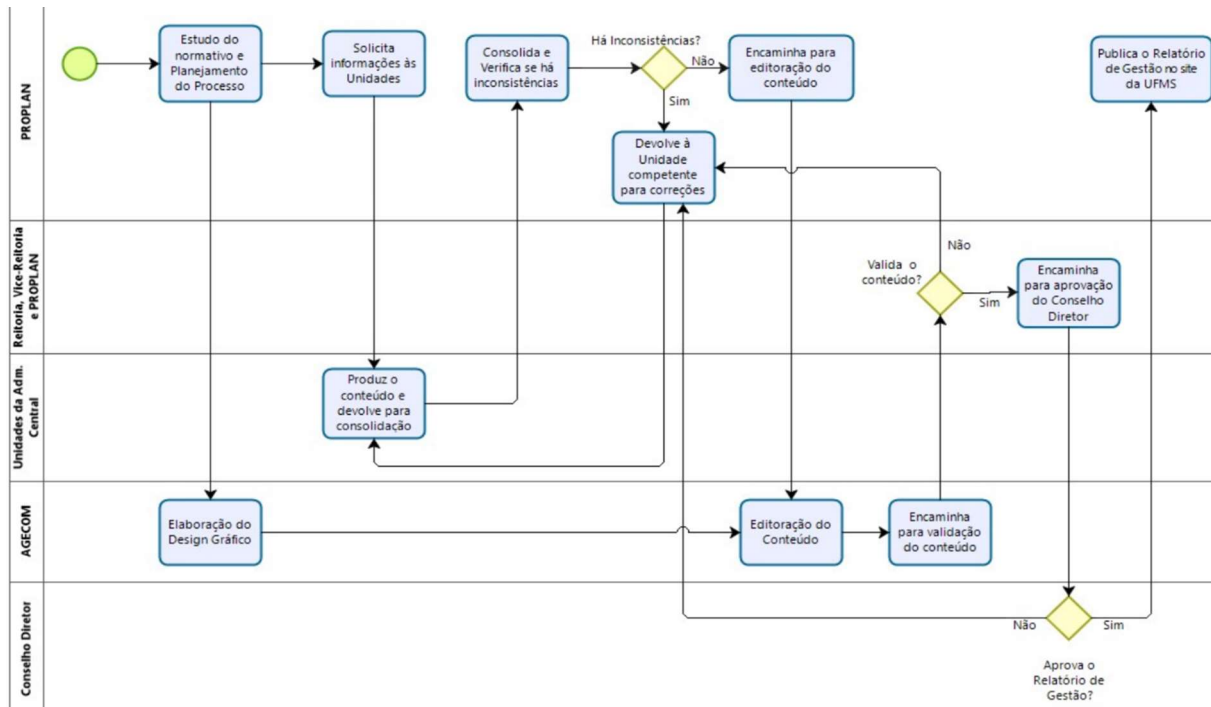 PROPLAN
Estudo do
normativo e
Planejamento
do Processo
Solicita
informações às
Unidades
Consolida e
Verifica se há
inconsistências
Há Inconsistências?
Não
Sim
Encaminha para
editoração do
conteúdo
Publica o Relatório
de Gestão no site
da UFMS
Devolve à
Unidade
competente
para correções
Reitoria, Vice-Reitoria
e PROPLAN
Valida o
conteúdo?
Não
Sim
Encaminha
para aprovação
do Conselho
Diretor
Unidades da Adm.
Central
Produz o
conteúdo e
devolve para
consolidação
AGECOM
Elaboração do
Design Gráfico
Editoração do
Conteúdo
Encaminha
para validação
do conteúdo
Conselho Diretor
Não
Sim
Aprova o
Relatório de
Gestão?